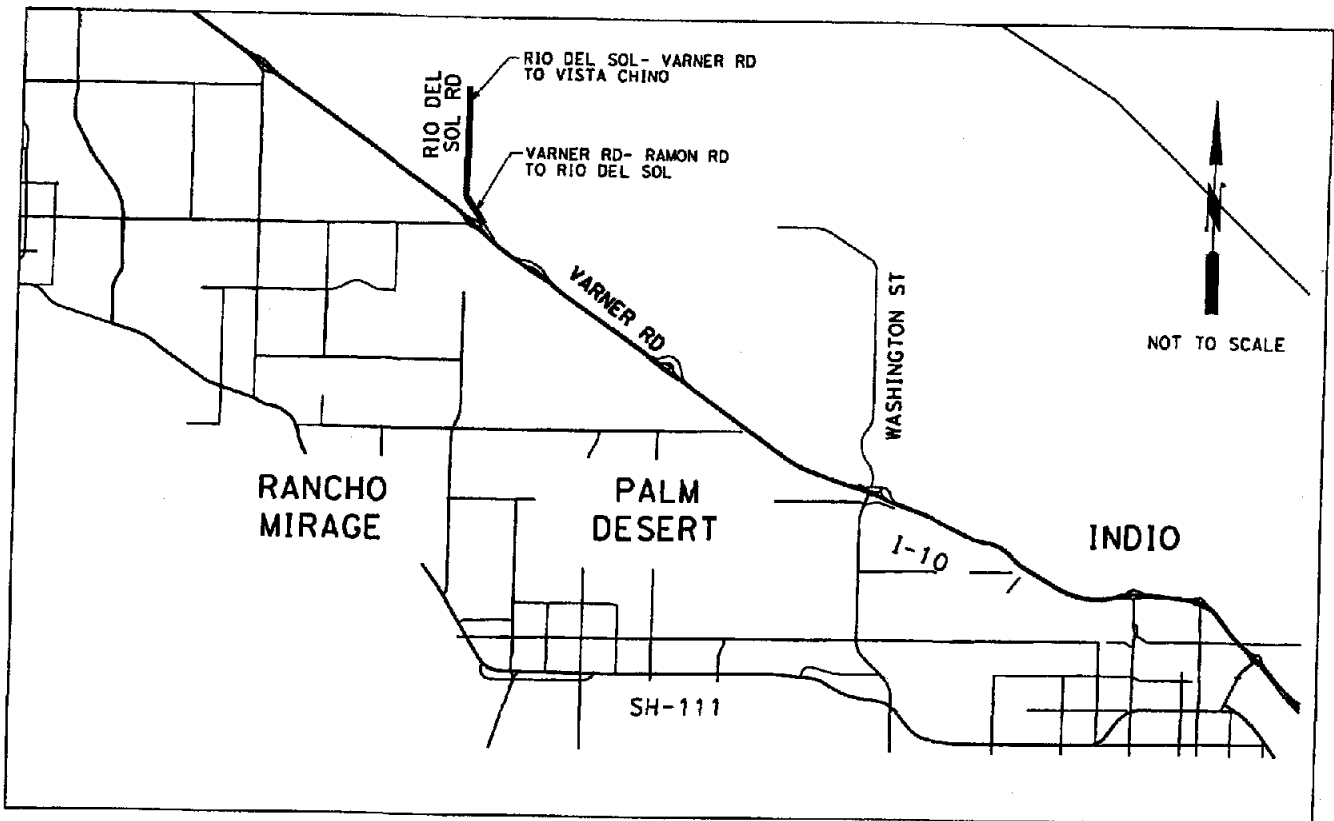 RIO DEL SOL- VARNER RD
TO VISTA CHINO
RIO DEL
SOL RD
VARNER RD- RAMON RD
TO RIO DEL SOL
N
VARNER RD
WASHINGTON ST
NOT TO SCALE
RANCHO
MIRAGE
PALM
DESERT
I-10
INDIO
SH-111